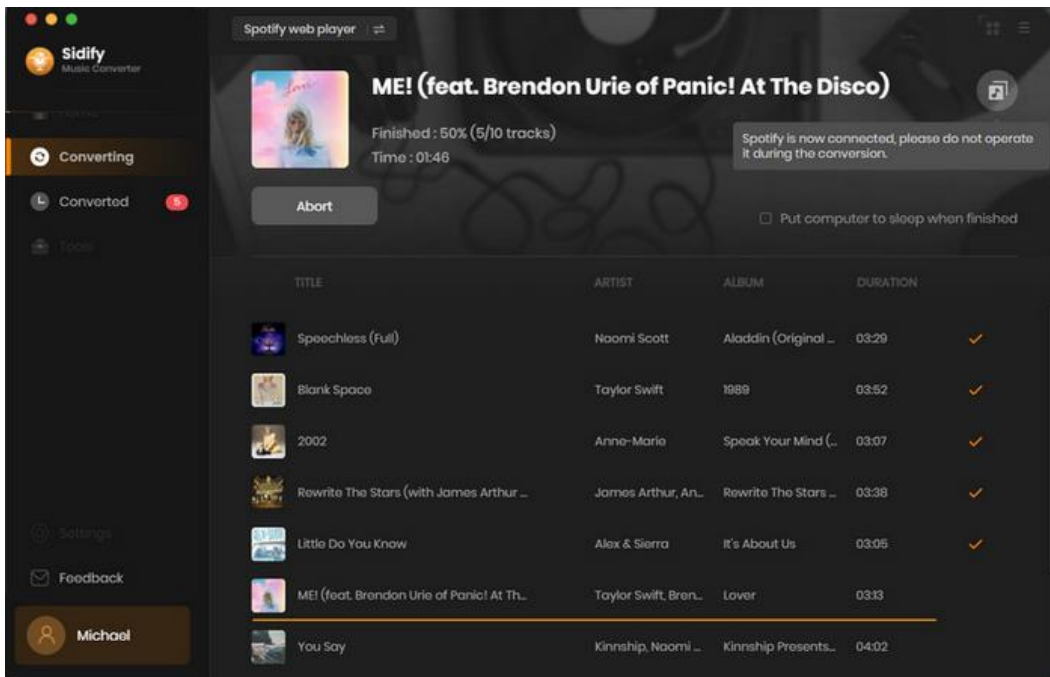 Spotify web player
Sidify
Music Converter
Home
Converting
Converted 5
Tools
Settings
Feedback
Michael
Lover
ME! (feat. Brendon Urie of Panic! At The Disco)
Finished : 50% (5/10 tracks)
Time : 01:46
Spotify is now connected, please do not operate
it during the conversion.
Abort
Put computer to sleep when finished
TITLE ARTIST ALBUM DURATION
Speechless (Full) Naomi Scott Aladdin (Original ... 03:29
Blank Space Taylor Swift 1989 03:52
2002 Anne-Marie Speak Your Mind (... 03:07
Rewrite The Stars (with James Arthur ... James Arthur, An... Rewrite The Stars ... 03:38
Little Do You Know Alex & Sierra It's About Us 03:05
ME! (feat. Brendon Urie of Panic! At Th... Taylor Swift, Bren... Lover 03:13
You Say Kinnship, Naomi ... Kinnship Presents... 04:02